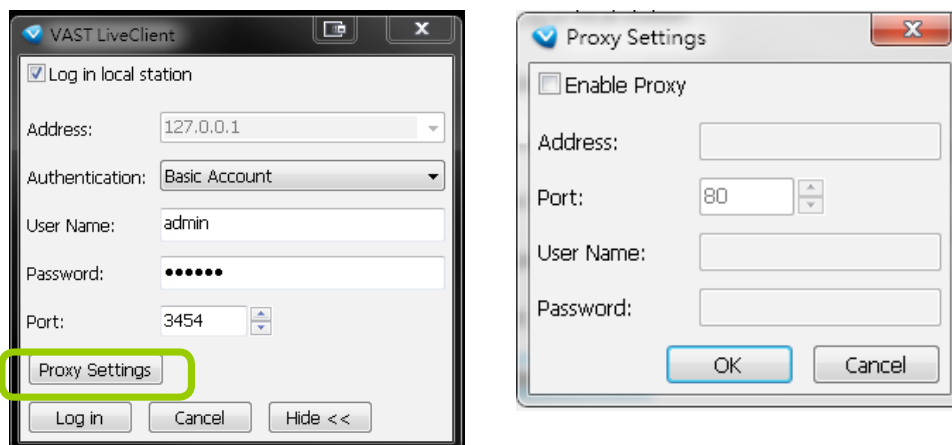 VAST LiveClient
Log in local station
Address: 127.0.0.1
Authentication: Basic Account
User Name: admin
Password: ••••••
Port: 3454
Proxy Settings
Log in Cancel Hide <<
Proxy Settings
Enable Proxy
Address:
Port: 80
User Name:
Password:
OK Cancel